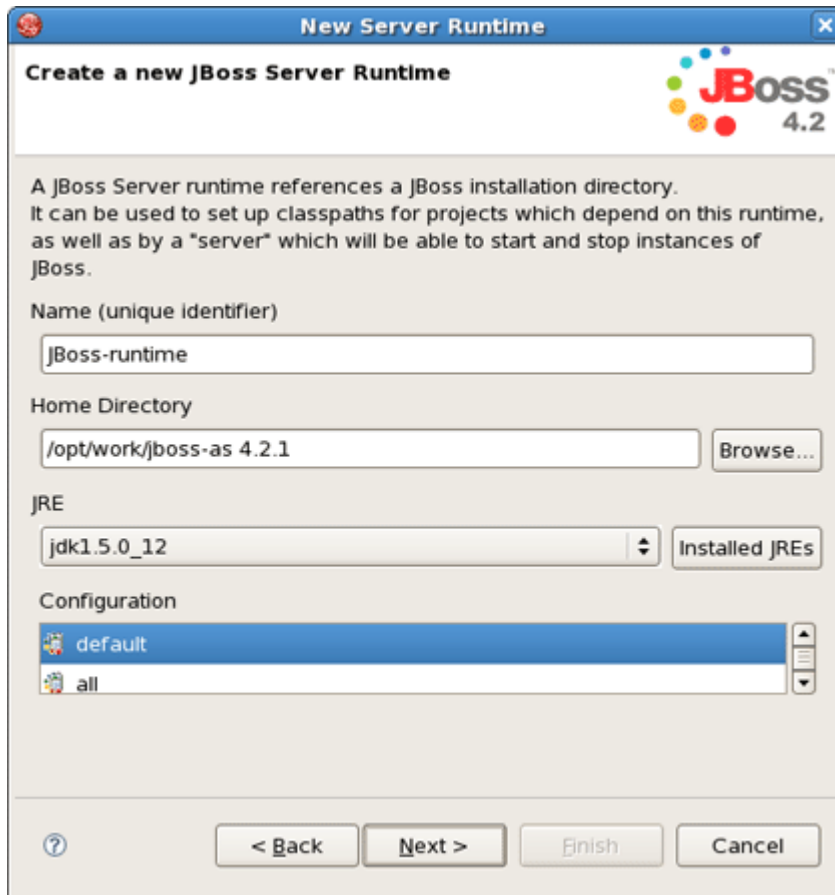 New Server Runtime
Create a new JBoss Server Runtime
JBoss
4.2
A JBoss Server runtime references a JBoss installation directory.
It can be used to set up classpaths for projects which depend on this runtime,
as well as by a "server" which will be able to start and stop instances of
JBoss.
Name (unique identifier)
JBoss-runtime
Home Directory
/opt/work/jboss-as 4.2.1
Browse...
JRE
jdk1.5.0_12
Installed JREs
Configuration
default
all
?
< Back
Next >
Finish
Cancel